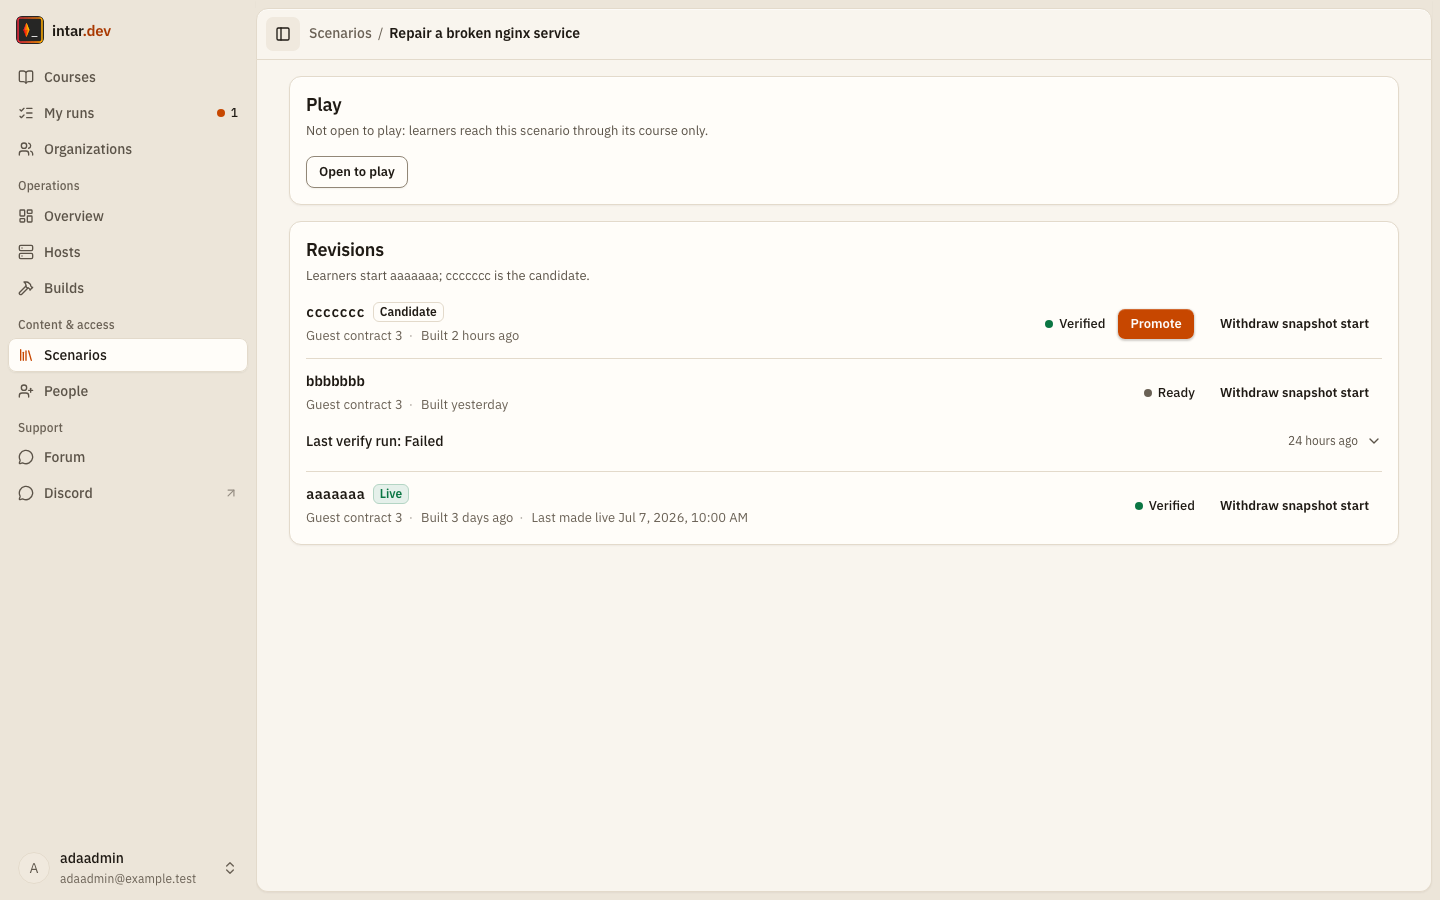 intar.dev
Courses
My runs
1
Organizations
Operations
Overview
Hosts
Builds
Content & access
Scenarios
People
Support
Forum
Discord
A
adaadmin
adaadmin@example.test
Scenarios / Repair a broken nginx service
Play
Not open to play: learners reach this scenario through its course only.
Open to play
Revisions
Learners start aaaaaaa; ccccccc is the candidate.
ccccccc Candidate
Guest contract 3 · Built 2 hours ago
Verified Promote Withdraw snapshot start
bbbbbbb
Guest contract 3 · Built yesterday
Ready Withdraw snapshot start
Last verify run: Failed 24 hours ago
aaaaaaa Live
Guest contract 3 · Built 3 days ago · Last made live Jul 7, 2026, 10:00 AM
Verified Withdraw snapshot start